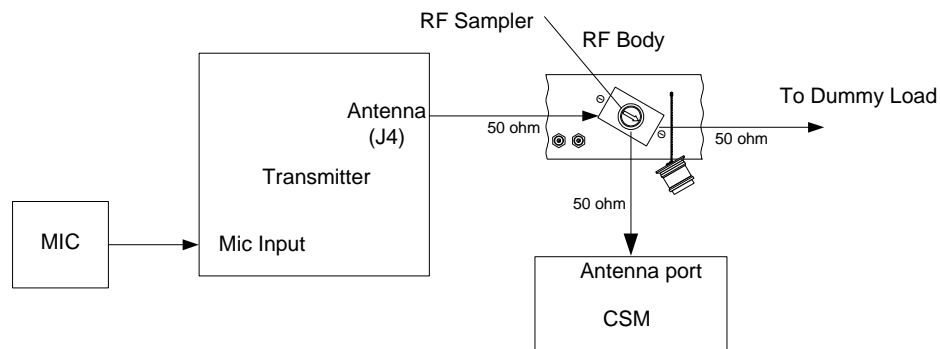 RF Sampler
RF Body
To Dummy Load
Antenna
(J4)
50 ohm
50 ohm
Transmitter
50 ohm
MIC
Mic Input
Antenna port
CSM